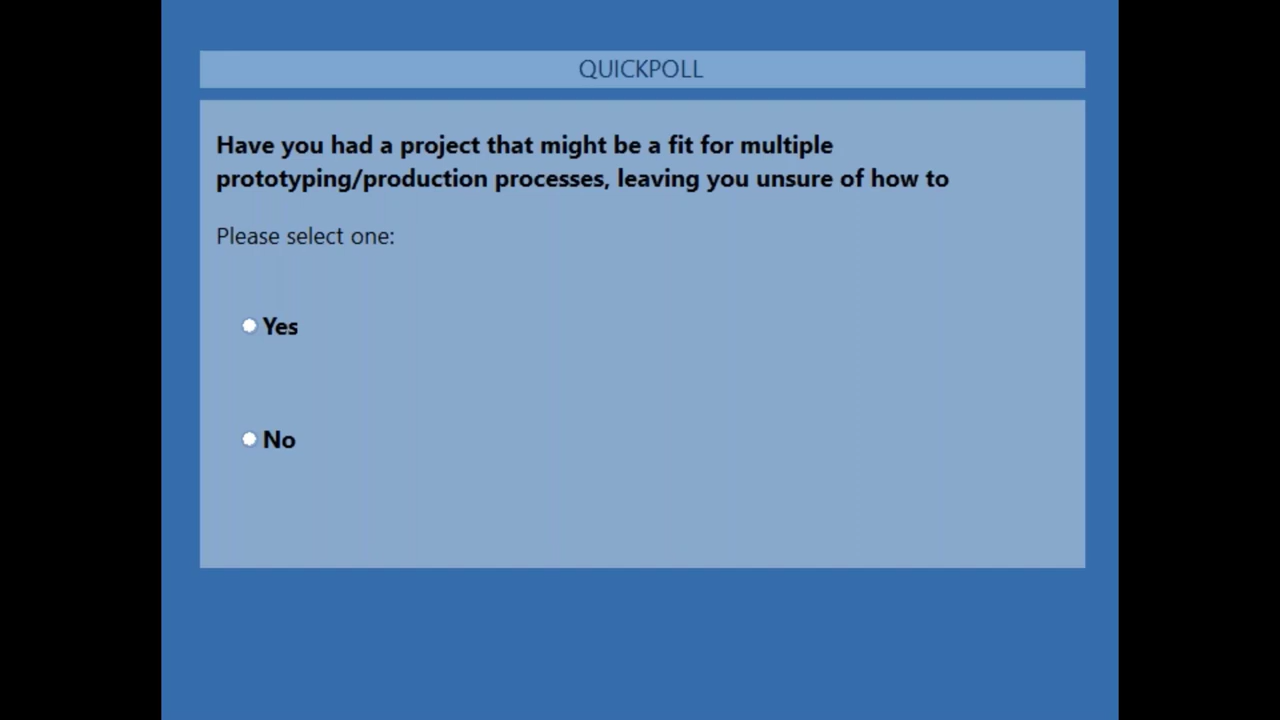 QUICKPOLL
Have you had a project that might be a fit for multiple
prototyping/production processes, leaving you unsure of how to
Please select one:
Yes
No